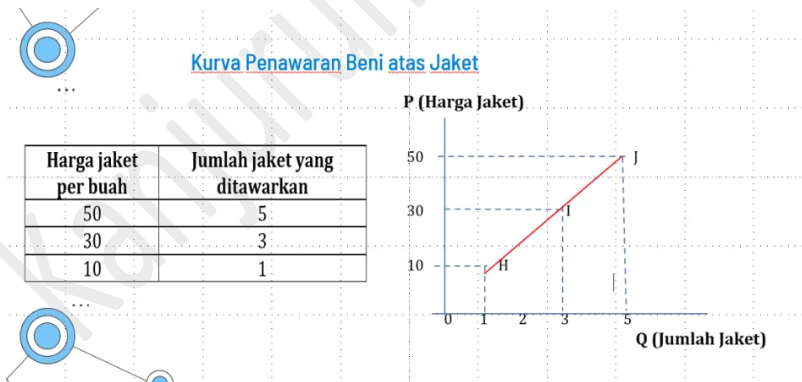 Kurva Penawaran Beni atas Jaket
Harga jaket per buah
Jumlah jaket yang ditawarkan
50 5
30 3
10 1
P (Harga Jaket)
50 J
30 I
10 H
0 1 2 3 5
Q (Jumlah Jaket)
Kanjuru